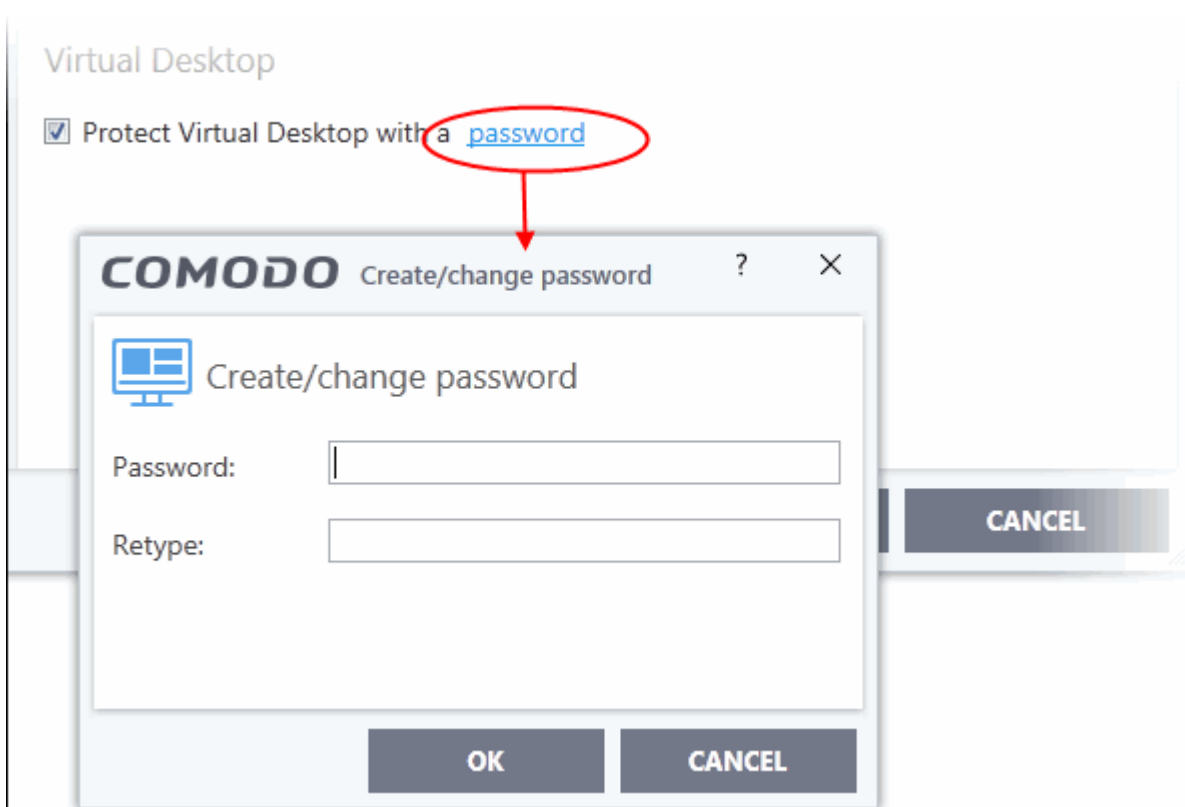 Virtual Desktop
Protect Virtual Desktop with a password
COMODO Create/change password ?
Create/change password
Password:
Retype:
CANCEL
OK CANCEL